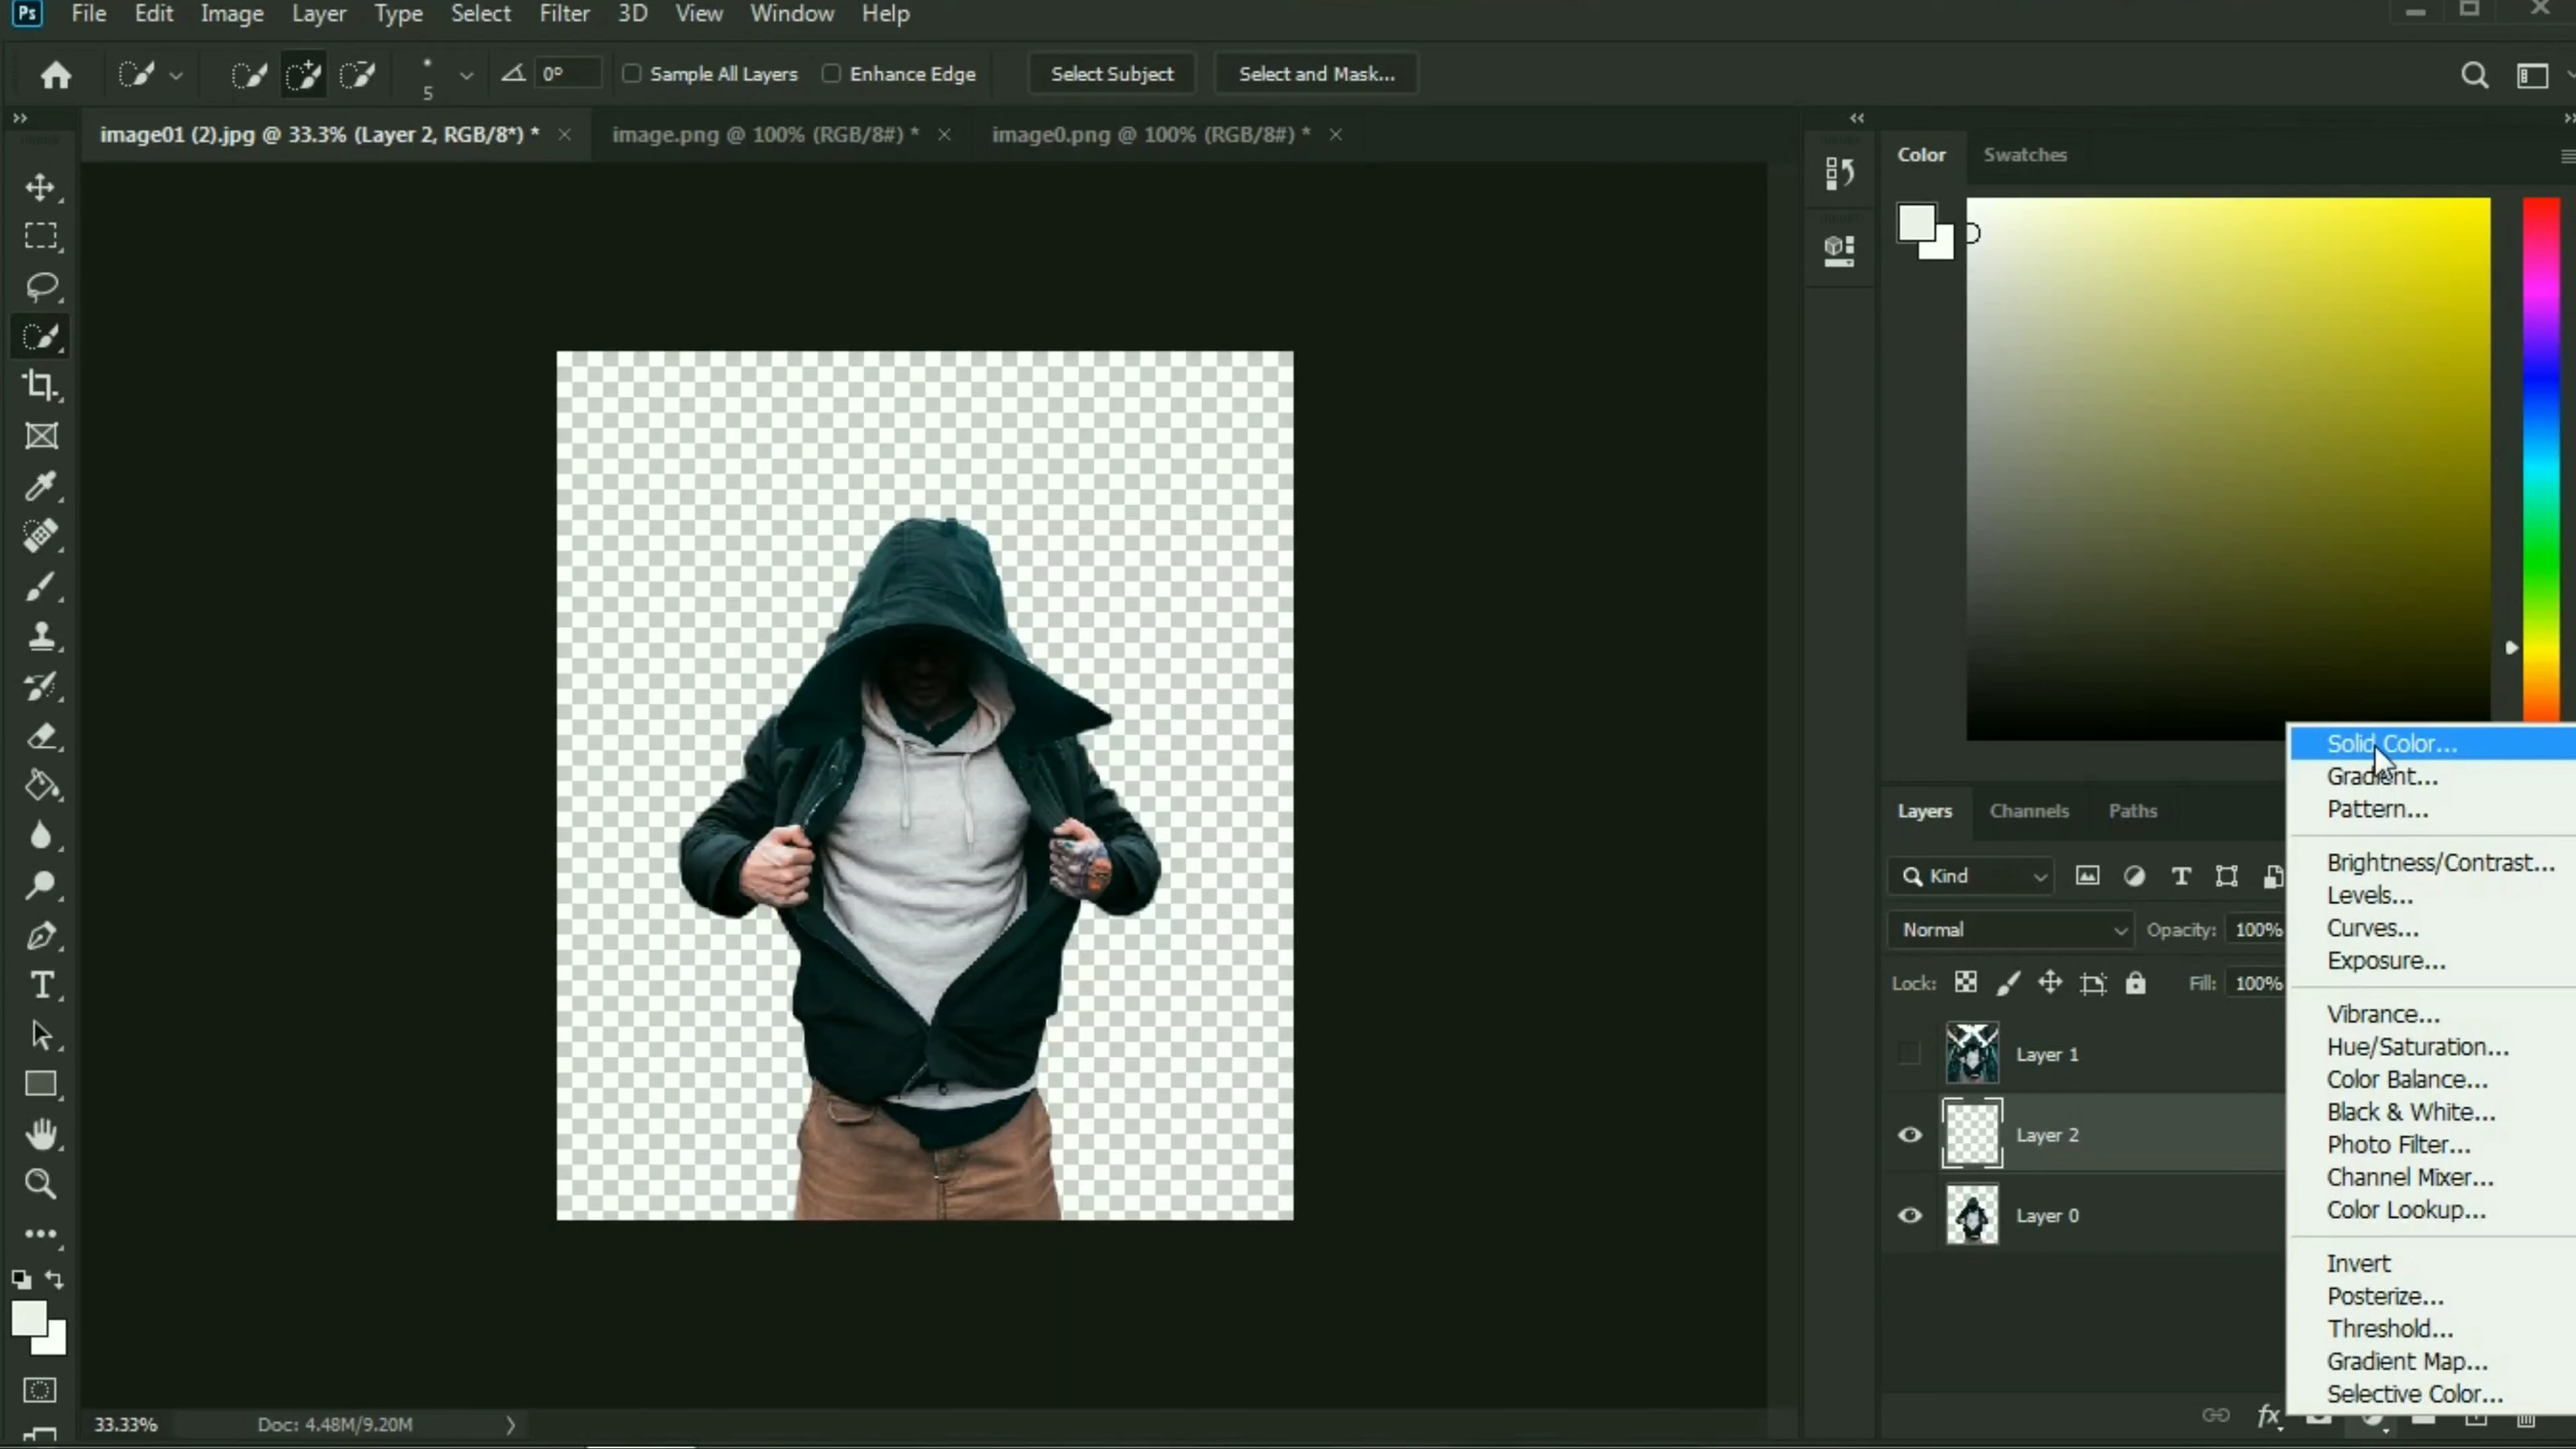 Ps File Edit Image Layer Type Select Filter 3D View Window Help
5
0°
Sample All Layers
Enhance Edge
Select Subject
Select and Mask...
image01 (2).jpg @ 33.3% (Layer 2, RGB/8*) *
image.png @ 100% (RGB/8#) *
image0.png @ 100% (RGB/8#) *
Color Swatches
Solid Color...
Gradient...
Pattern...
Brightness/Contrast...
Levels...
Curves...
Exposure...
Vibrance...
Hue/Saturation...
Color Balance...
Black & White...
Photo Filter...
Channel Mixer...
Color Lookup...
Invert
Posterize...
Threshold...
Gradient Map...
Selective Color...
Layers Channels Paths
Kind
Normal Opacity: 100%
Lock: Fill: 100%
Layer 1
Layer 2
Layer 0
fx
33.33% Doc: 4.48M/9.20M